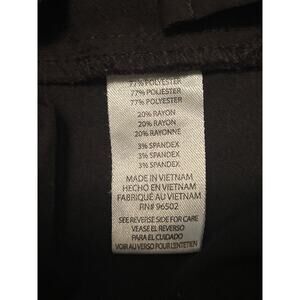 77% POLYESTER
77% POLIESTER
77% POLYESTER
20% RAYON
20% RAYON
20% RAYONNE
3% SPANDEX
3% SPANDEX
3% SPANDEX
MADE IN VIETNAM
HECHO EN VIETNAM
FABRIQUÉ AU VIETNAM
RN# 96502
SEE REVERSE SIDE FOR CARE
VEASE EL REVERSO
PARA EL CUIDADO
VOIR AU VERSO POUR L'ENTETIEN